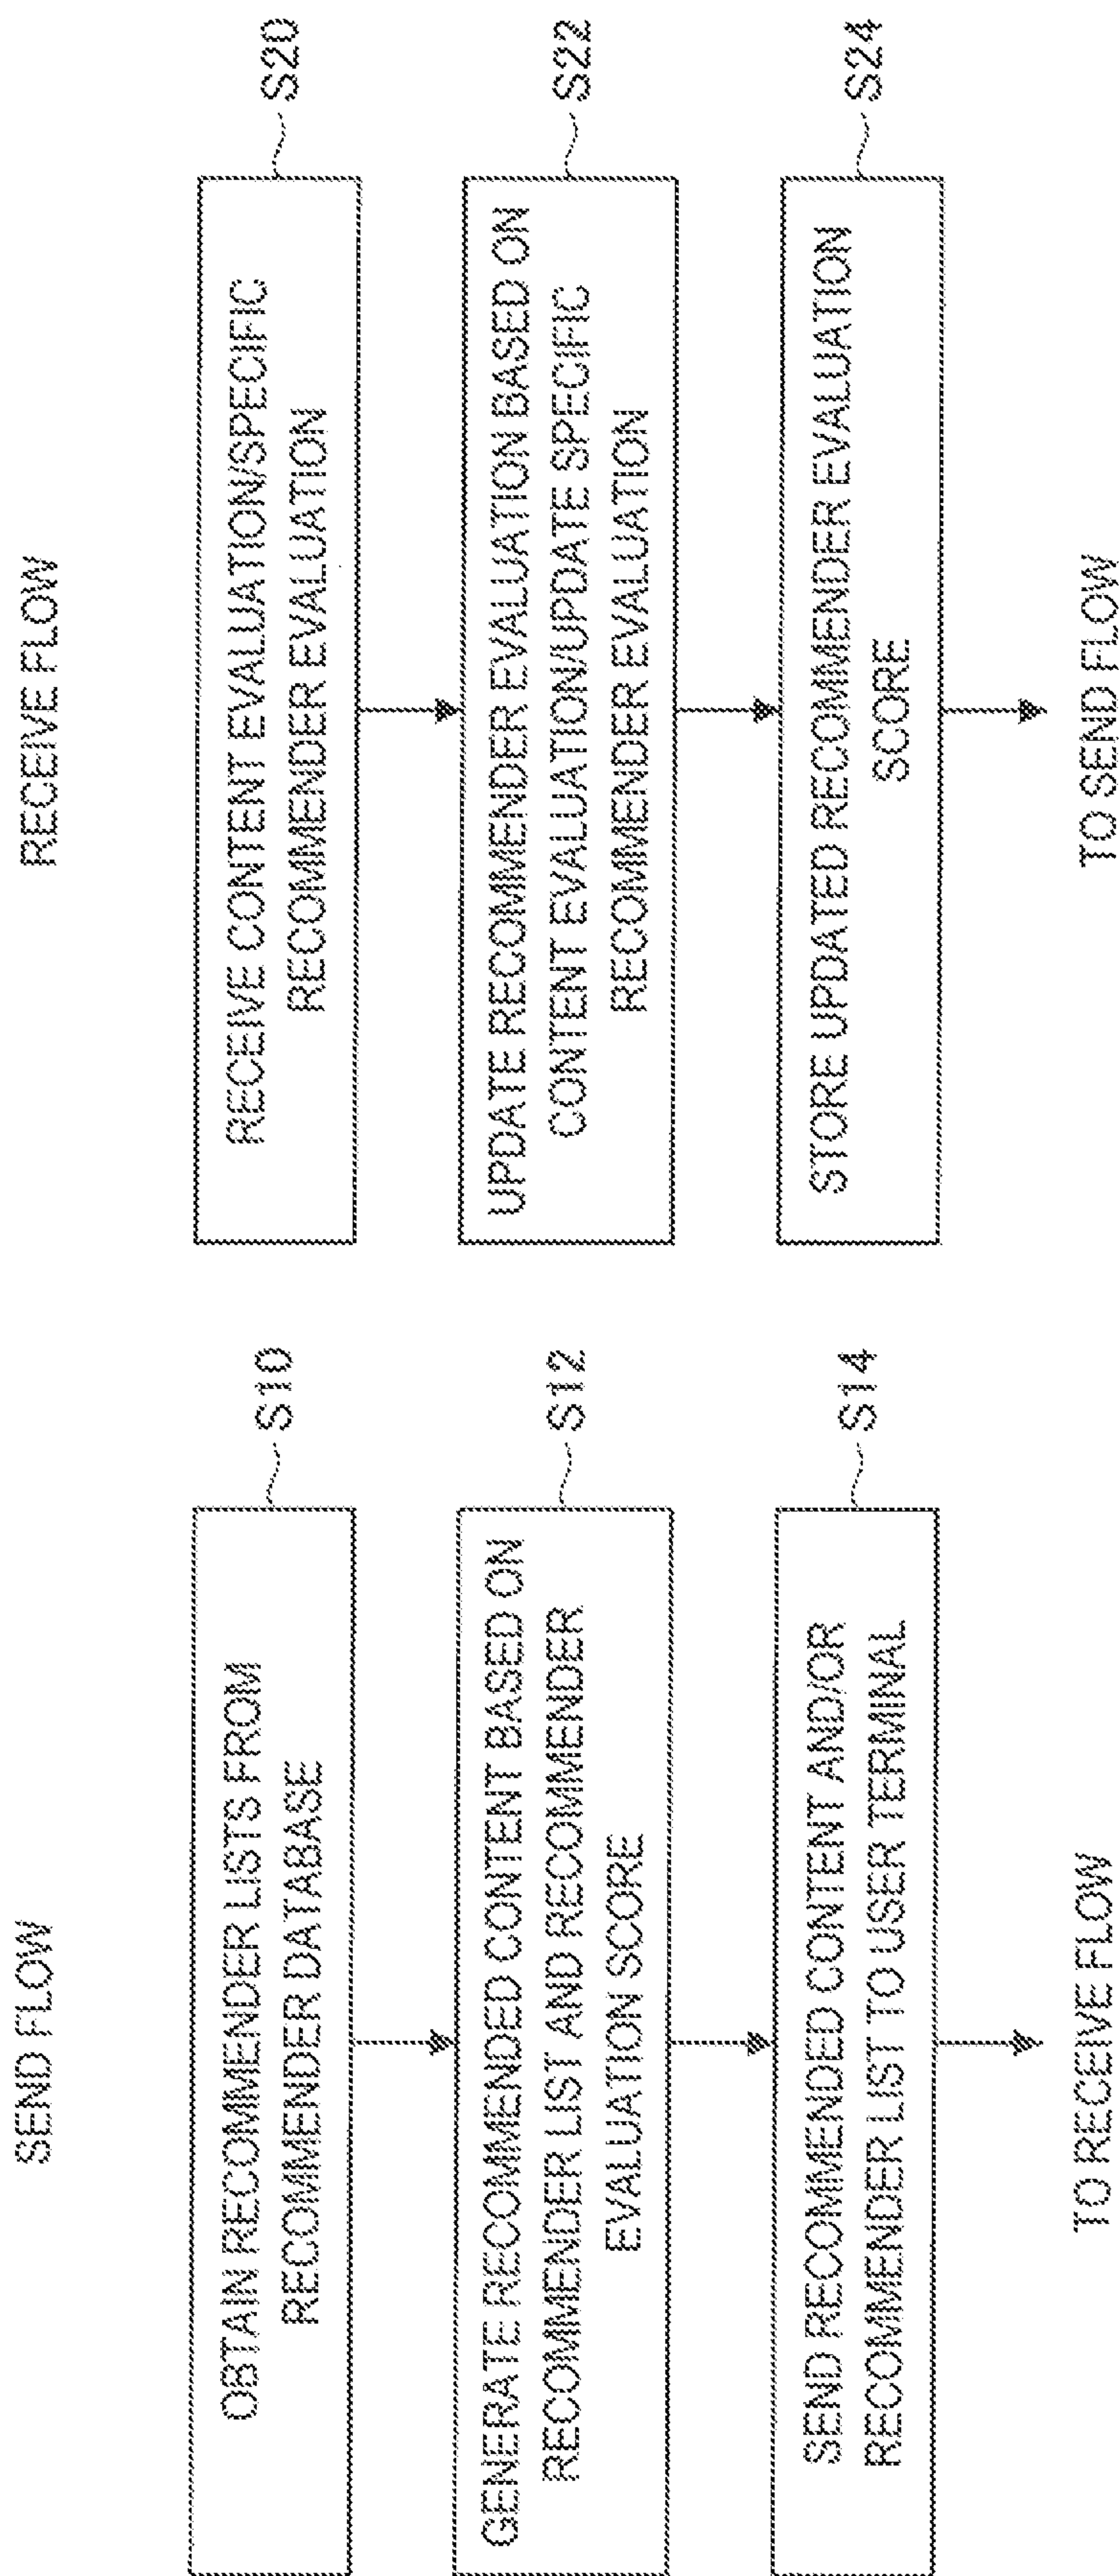 SEND FLOW
OBTAIN RECOMMENDER LISTS FROM
RECOMENDER DATABASE
S10
GENERATE RECOMMENDED CONTENT BASED ON
RECOMMENDER LIST AND RECOMMENDER
EVALUATION SCORE
S12
SEND RECOMMENDED CONTENT AND/OR
RECOMMENDER LIST TO USER TERMINAL
S14
TO RECEIVE FLOW
RECEIVE FLOW
RECEIVE CONTENT EVALUATION/SPECIFIC
RECOMMENDER EVALUATION
S20
UPDATE RECOMMENDER EVALUATION BASED ON
CONTENT EVALUATION/UPDATE SPECIFIC
RECOMMENDER EVALUATION
S22
STORE UPDATED RECOMMENDER EVALUATION
SCORE
S24
TO SEND FLOW